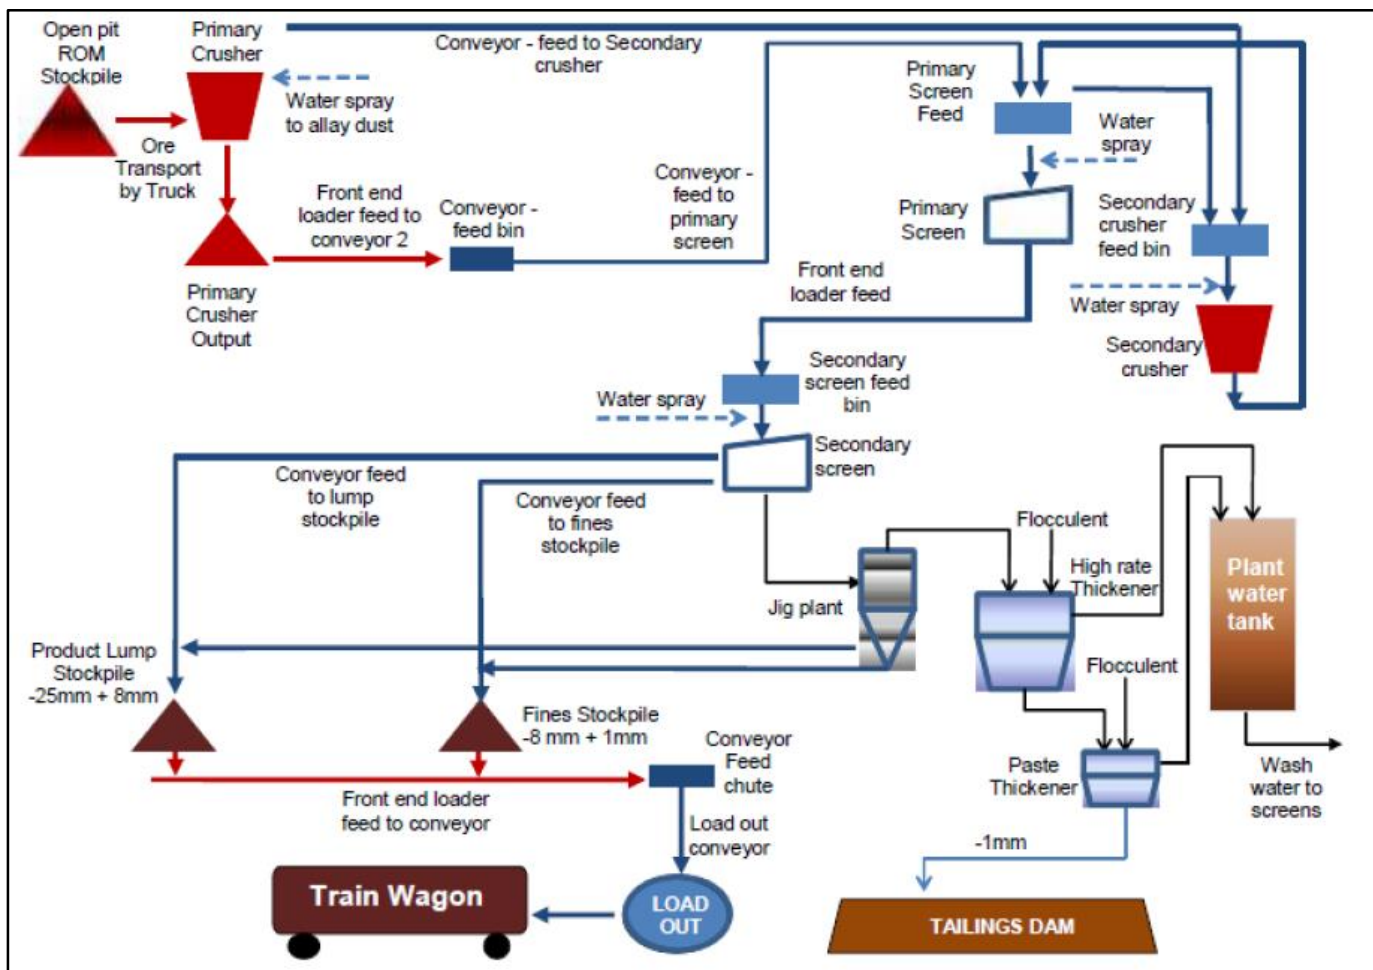 Open pit
ROM
Stockpile
Primary
Crusher
Conveyor - feed to Secondary
crusher
Water spray
to allay dust
Ore
Transport
by Truck
Front end
loader feed to
conveyor 2
Conveyor -
feed bin
Conveyor -
feed to
primary
screen
Primary
Screen
Feed
Water
spray
Primary
Screen
Secondary
crusher
feed bin
Primary
Crusher
Output
Front end
loader feed
Water spray
Secondary
crusher
Secondary
screen feed
bin
Water spray
Secondary
screen
Conveyor feed
to lump
stockpile
Conveyor feed
to fines
stockpile
Flocculent
High rate
Thickener
Plant
water
tank
Jig plant
Product Lump
Stockpile
-25mm + 8mm
Flocculent
Fines Stockpile
-8 mm + 1mm
Conveyor
Feed
chute
Paste
Thickener
Wash
water to
screens
Front end loader
feed to conveyor
Load out
conveyor
-1mm
Train Wagon
LOAD
OUT
TAILINGS DAM